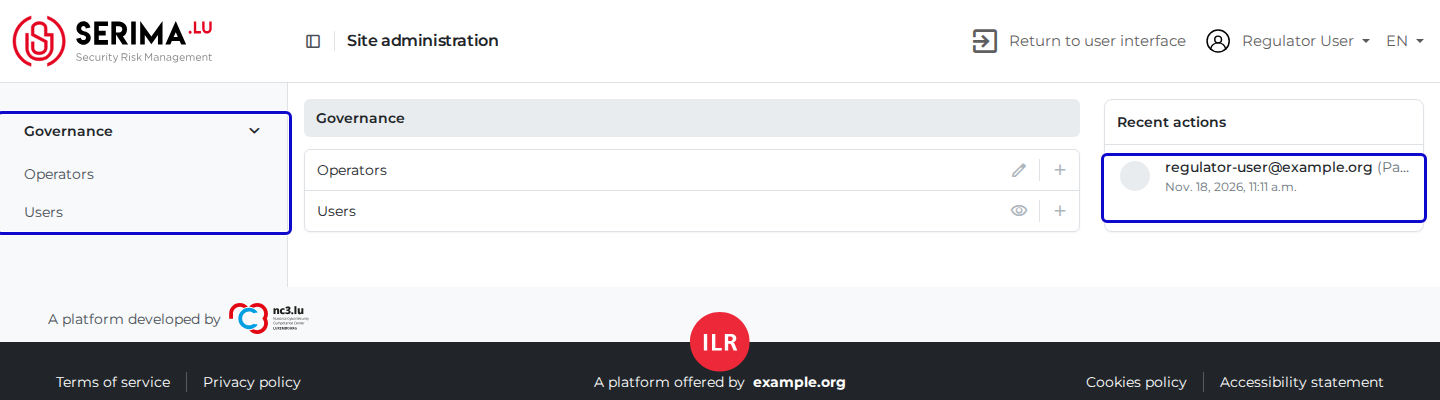 SERIMA.LU
Security Risk Management
Site administration
Return to user interface
Regulator User
EN
Governance
Operators
Users
Governance
Operators
Users
Recent actions
regulator-user@example.org (Pa...
Nov. 18, 2026, 11:11 a.m.
A platform developed by
nc3.lu
LUXEMBOURG
ILR
Terms of service
Privacy policy
A platform offered by example.org
Cookies policy
Accessibility statement